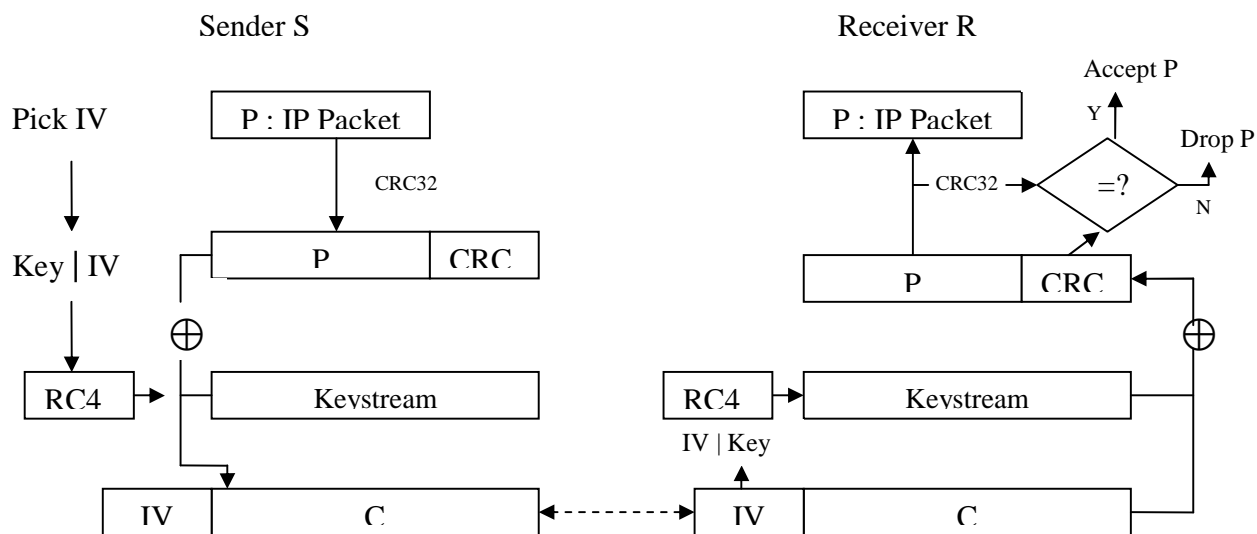 Sender S
Receiver R
Pick IV
P : IP Packet
CRC32
Key | IV
P
CRC
RC4
Keystream
IV
C
Accept P
P : IP Packet
Y
Drop P
CRC32
=?
N
P
CRC
RC4
Keystream
IV | Key
IV
C